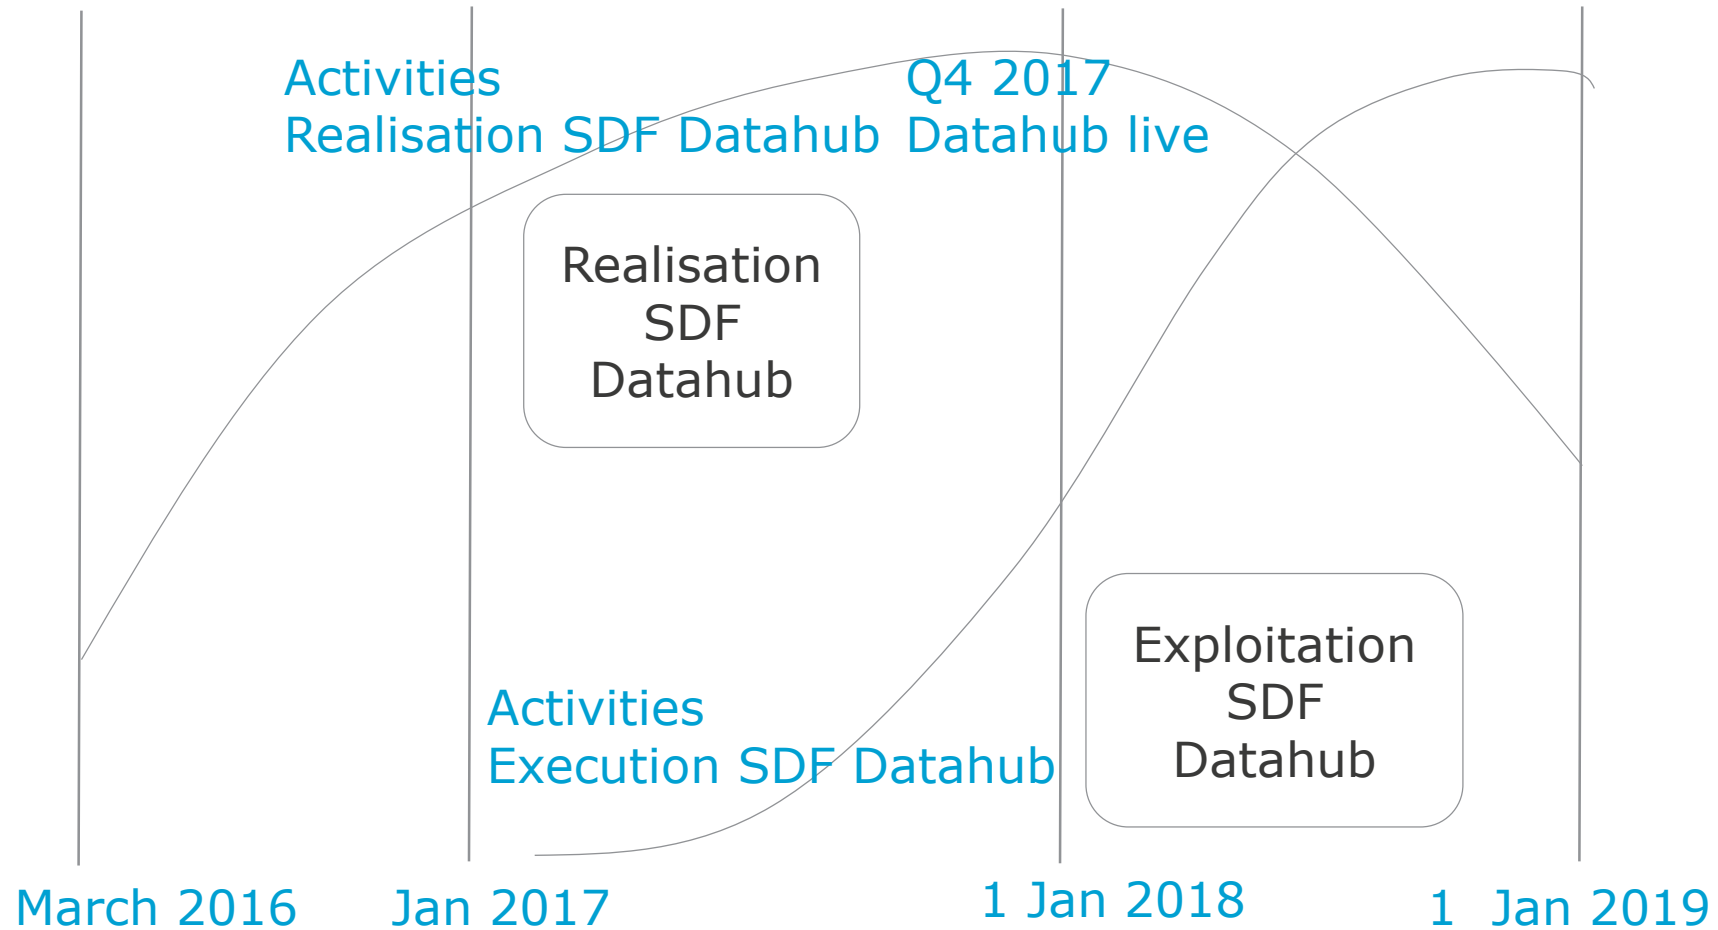 Activities
Realisation SDF Datahub
Q4 2017
Datahub live
Realisation
SDF
Datahub
Exploitation
SDF
Datahub
Activities
Execution SDF Datahub
March 2016
Jan 2017
1 Jan 2018
1 Jan 2019